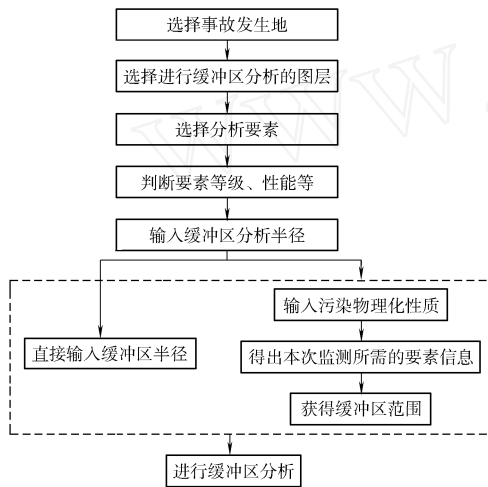 选择事故发生地
选择进行缓冲区分析的图层
选择分析要素
判断要素等级、性能等
输入缓冲区分析半径
输入污染物理化性质
直接输入缓冲区半径
得出本次监测所需的要素信息
获得缓冲区范围
进行缓冲区分析
WWW.